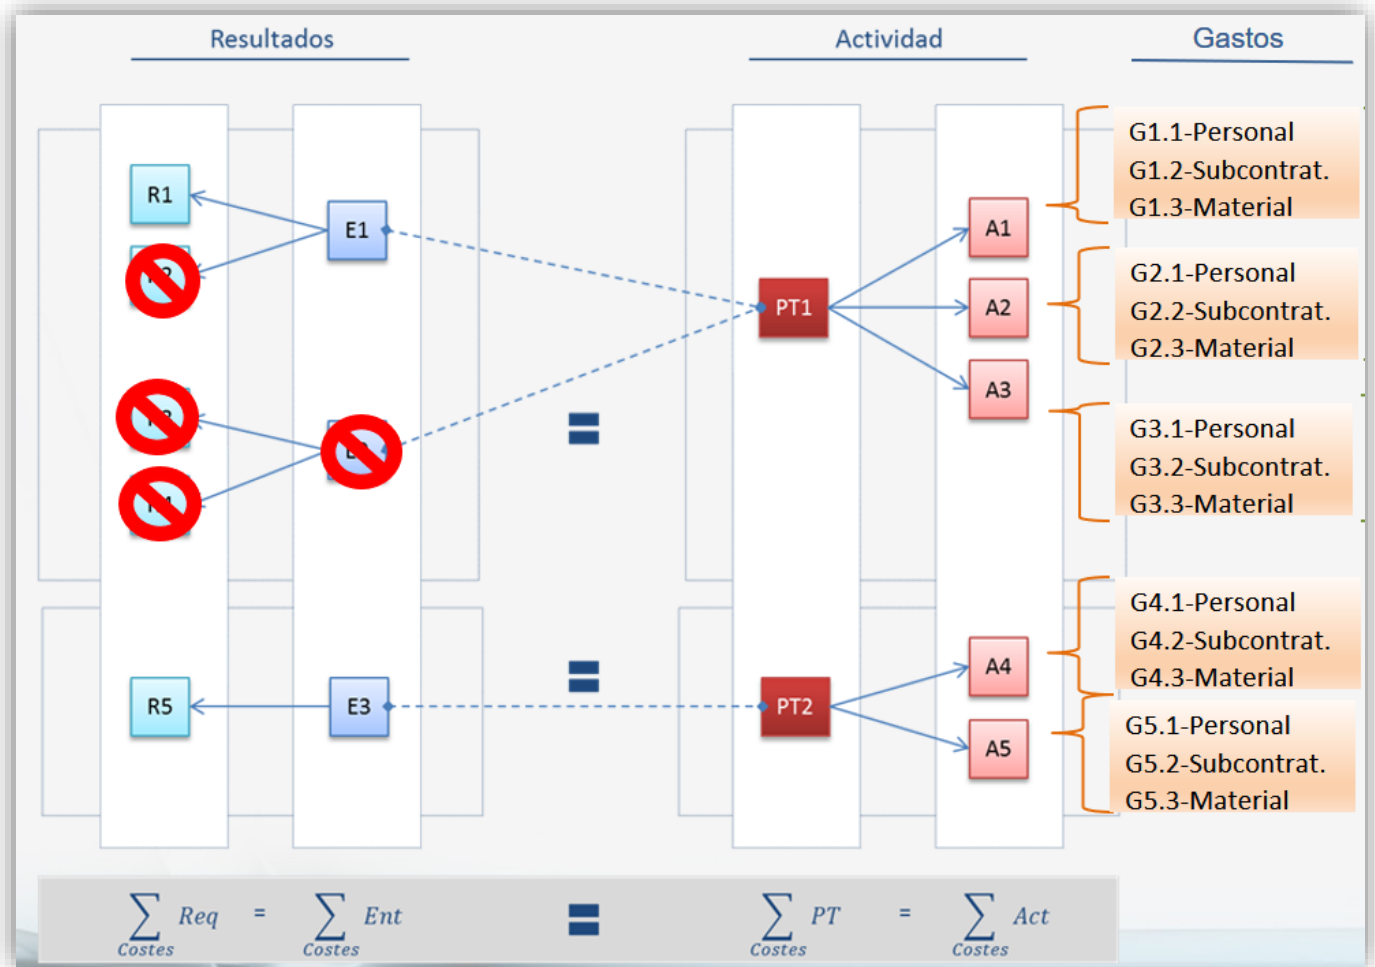 Resultados
Actividad
Gastos
R1
E1
R5
E3
PT1
A1
A2
A3
PT2
A4
A5
G1.1-Personal
G1.2-Subcontrat.
G1.3-Material
G2.1-Personal
G2.2-Subcontrat.
G2.3-Material
G3.1-Personal
G3.2-Subcontrat.
G3.3-Material
G4.1-Personal
G4.2-Subcontrat.
G4.3-Material
G5.1-Personal
G5.2-Subcontrat.
G5.3-Material
∑ Req = ∑ Ent = ∑ PT = ∑ Act
Costes Costes Costes Costes